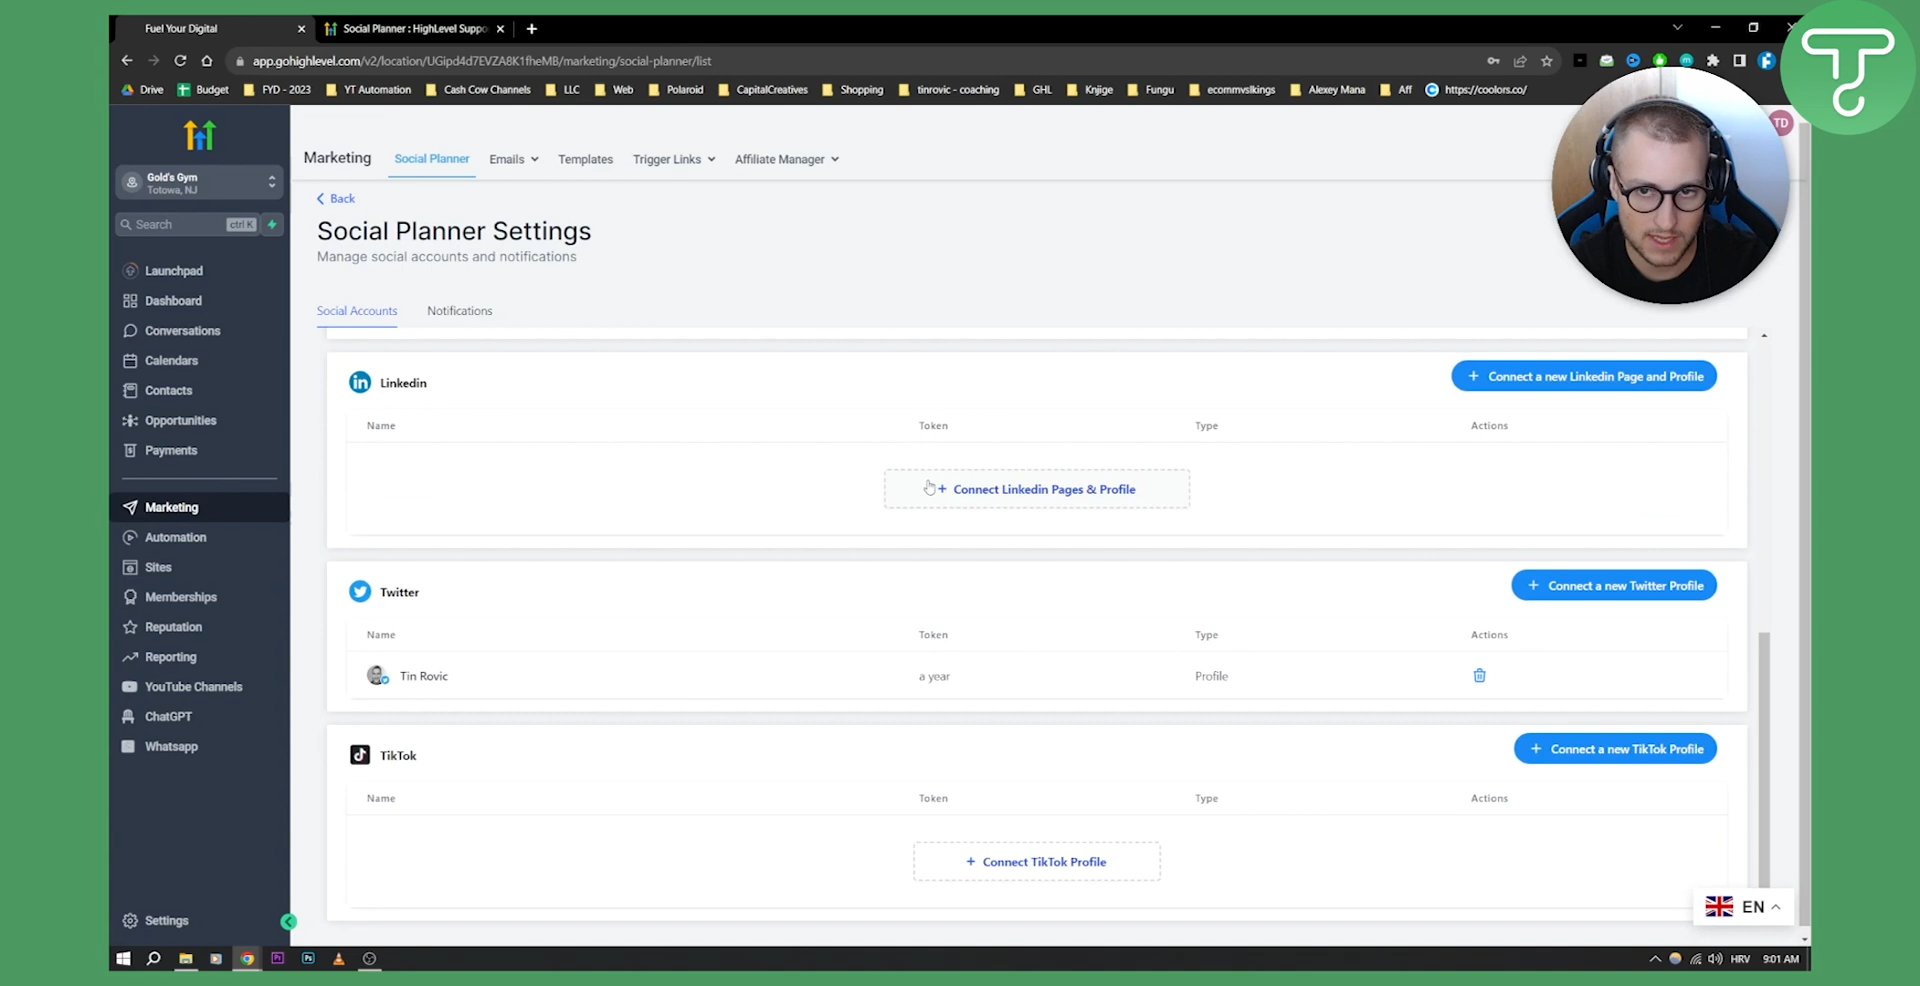 Fuel Your Digital
Social Planner : HighLevel Suppo
app.gohighlevel.com/v2/location/UGipd4d7EVZA8K1fheMB/marketing/social-planner/list
Drive Budget FYD - 2023 YT Automation Cash Cow Channels LLC Web Polaroid CapitalCreatives Shopping tinrovic - coaching GHL Knjige Fungu ecommvslkings Alexey Mana Aff https://coolors.co/
TD
Gold's Gym
Totowa, NJ
Search ctrl K
Launchpad
Dashboard
Conversations
Calendars
Contacts
Opportunities
Payments
Marketing
Automation
Sites
Memberships
Reputation
Reporting
YouTube Channels
ChatGPT
Whatsapp
Settings
Marketing Social Planner Emails Templates Trigger Links Affiliate Manager
Back
Social Planner Settings
Manage social accounts and notifications
Social Accounts Notifications
Linkedin
+ Connect a new Linkedin Page and Profile
Name Token Type Actions
+ Connect Linkedin Pages & Profile
Twitter
+ Connect a new Twitter Profile
Name Token Type Actions
Tin Rovic a year Profile
TikTok
+ Connect a new TikTok Profile
Name Token Type Actions
+ Connect TikTok Profile
EN
HRV 9:01 AM